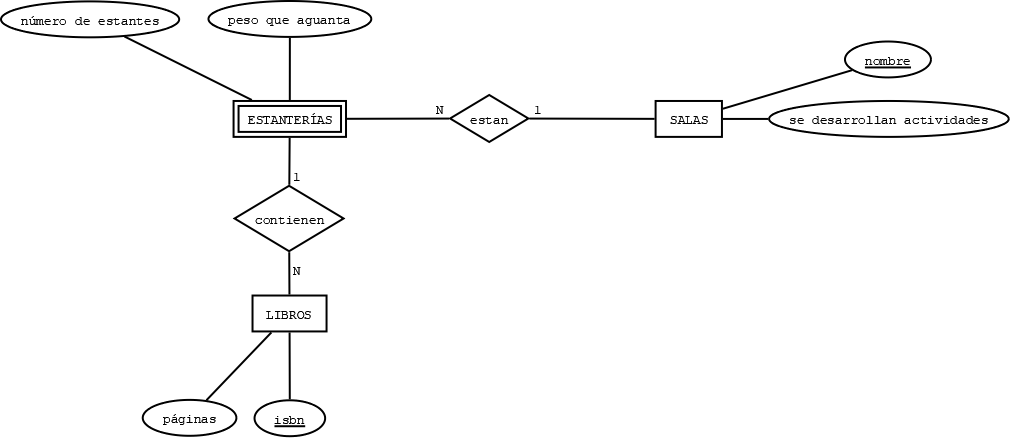 número de estantes
peso que aguanta
nombre
N
1
ESTANTERÍAS
estan
SALAS
se desarrollan actividades
1
contienen
N
LIBROS
páginas
isbn